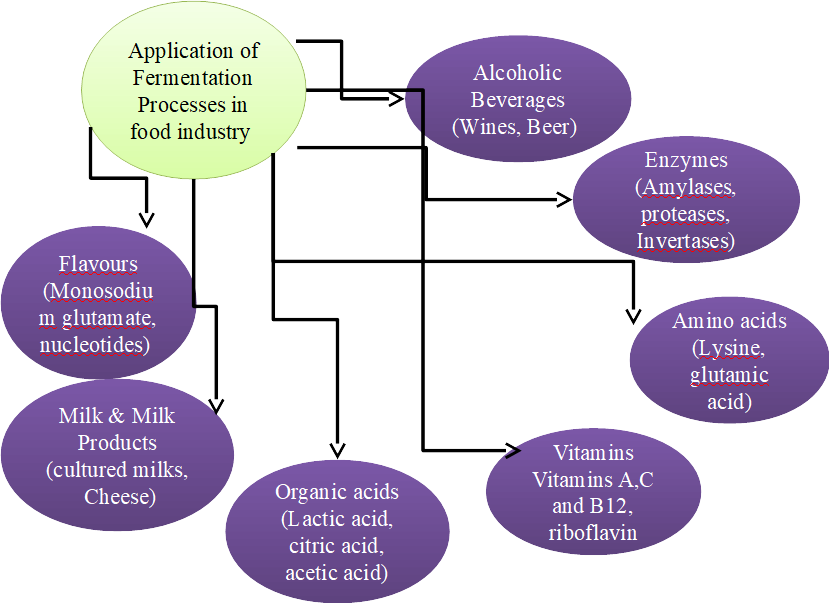 Application of
Fermentation
Processes in
food industry
Alcoholic
Beverages
(Wines, Beer)
Enzymes
(Amylases,
proteases,
Invertases)
Flavours
(Monosodiu
m glutamate,
nucleotides)
Amino acids
(Lysine,
glutamic
acid)
Milk & Milk
Products
(cultured milks,
Cheese)
Organic acids
(Lactic acid,
citric acid,
acetic acid)
Vitamins
Vitamins A,C
and B12,
riboflavin